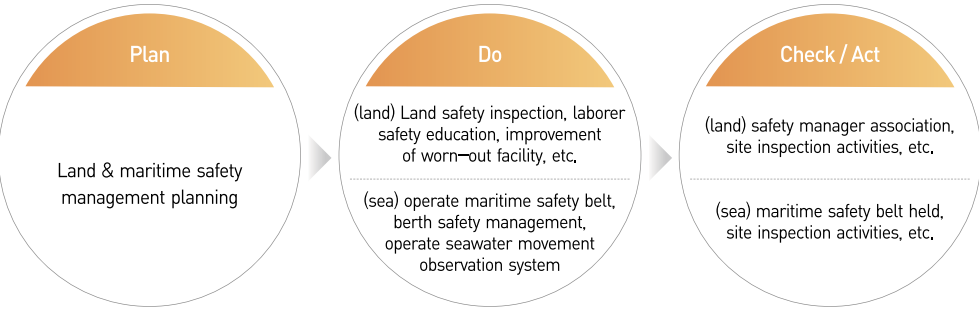 Plan
Land & maritime safety
management planning
Do
(land) Land safety inspection, laborer
safety education, improvement
of worn–out facility, etc.
(sea) operate maritime safety belt,
berth safety management,
operate seawater movement
observation system
Check / Act
(land) safety manager association,
site inspection activities, etc.
(sea) maritime safety belt held,
site inspection activities, etc.